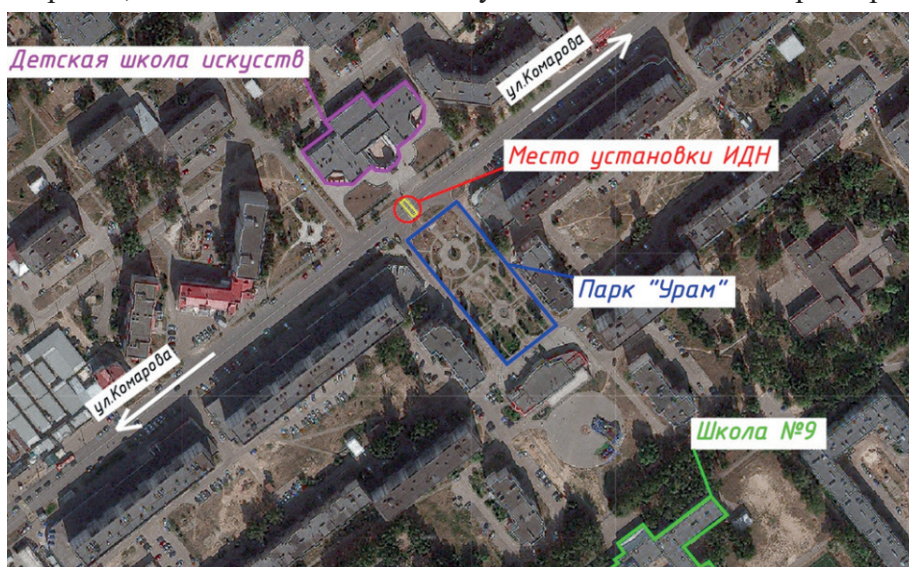 Детская школа искусств
ул.Комарова
Место установки ИДН
Парк "Урам"
ул.Комарова
Школа №9